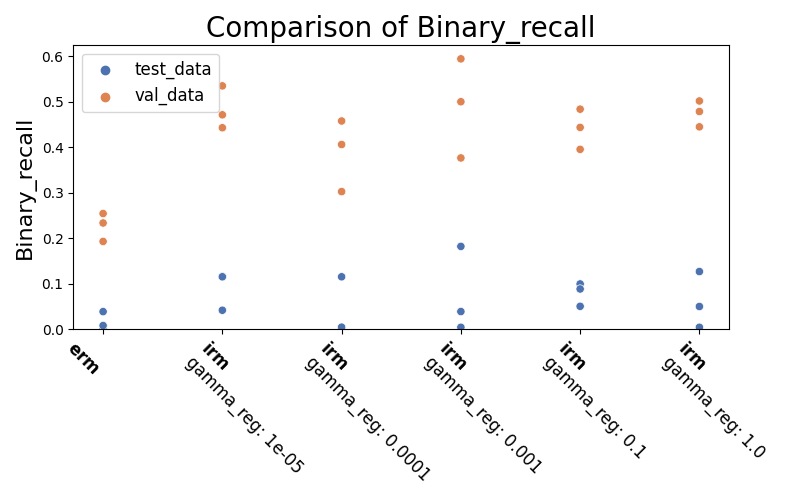 Comparison of Binary_recall
test_data
val_data
Binary_recall
0.6
0.5
0.4
0.3
0.2
0.1
0.0
erm
irm
gamma_reg: 1e-05
irm
gamma_reg: 0.0001
irm
gamma_reg: 0.001
irm
gamma_reg: 0.1
irm
gamma_reg: 1.0